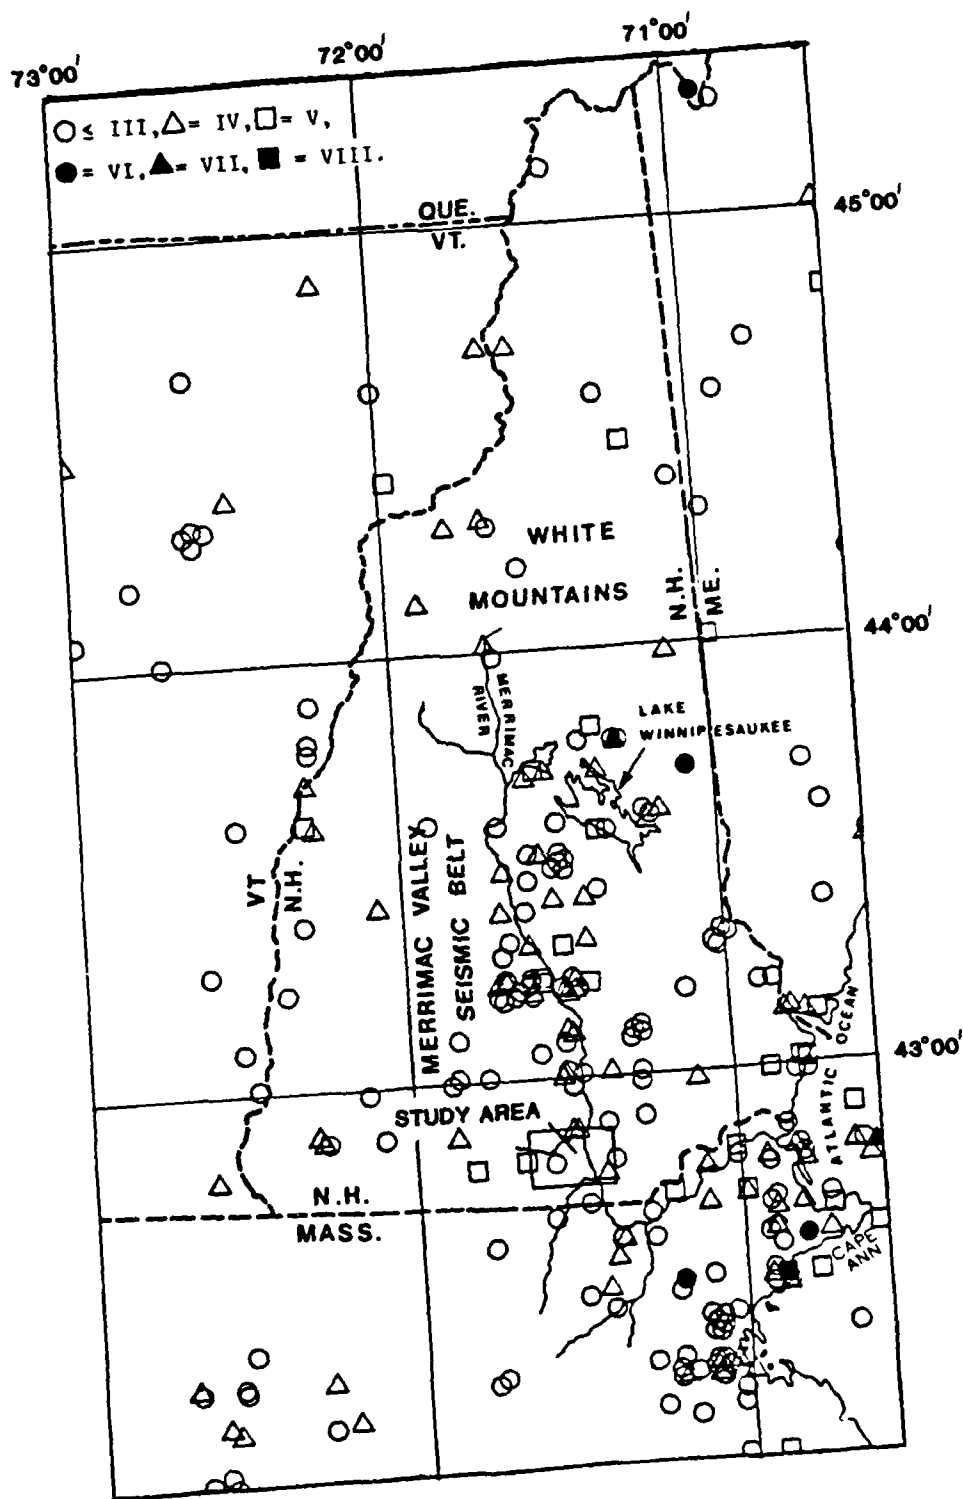 73°00'
72°00'
71°00'
○ ≤ III, △ = IV, □ = V,
● = VI, ▲ = VII, ■ = VIII.
45°00'
QUE.
VT.
WHITE
MOUNTAINS
N.H.
ME.
44°00'
MERRIMAC
RIVER
LAKE
WINNIPESAUKEE
VT
N.H.
MERRIMAC VALLEY
SEISMIC BELT
ATLANTIC OCEAN
43°00'
STUDY AREA
N.H.
MASS.
CAPE
ANN